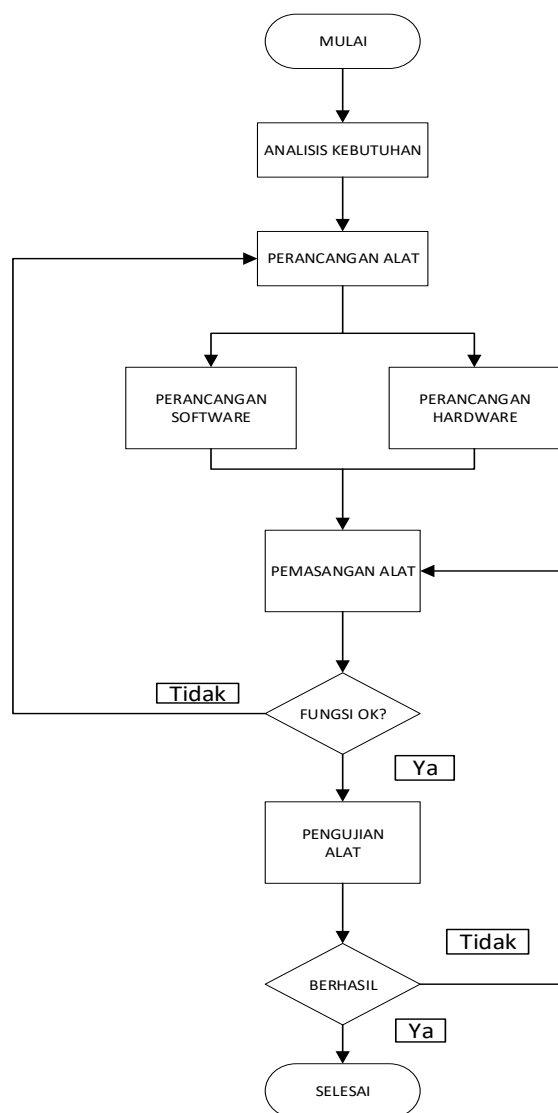 MULAI
ANALISIS KEBUTUHAN
PERANCANGAN ALAT
PERANCANGAN
SOFTWARE
PERANCANGAN
HARDWARE
PEMASANGAN ALAT
Tidak
FUNGSI OK?
Ya
PENGUJIAN
ALAT
Tidak
BERHASIL
Ya
SELESAI